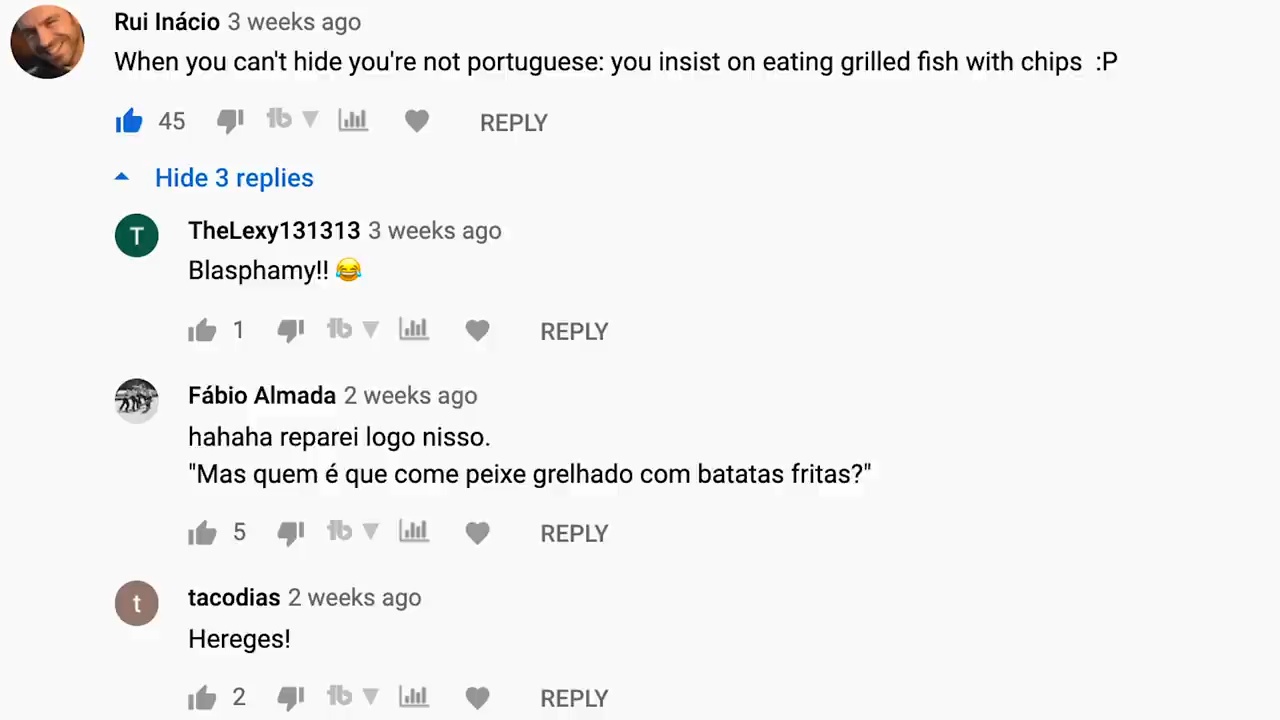 Rui Inácio 3 weeks ago
When you can't hide you're not portuguese: you insist on eating grilled fish with chips :P
45 REPLY
Hide 3 replies
T TheLexy131313 3 weeks ago
Blasphamy!! 😂
1 REPLY
Fábio Almada 2 weeks ago
hahaha reparei logo nisso.
"Mas quem é que come peixe grelhado com batatas fritas?"
5 REPLY
t tacodias 2 weeks ago
Hereges!
2 REPLY